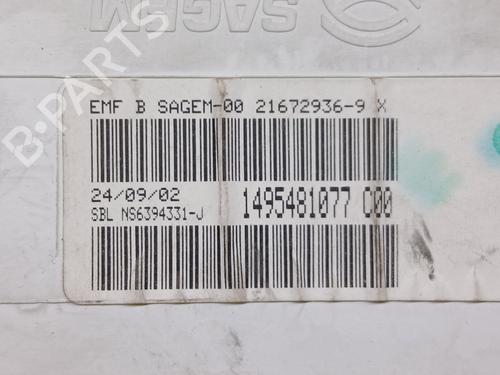 SAGEM
B-PARTS
EMF B SAGEM-00 21672936-9 X
24/09/02
SBL NS6394331-J
1495481077 C00